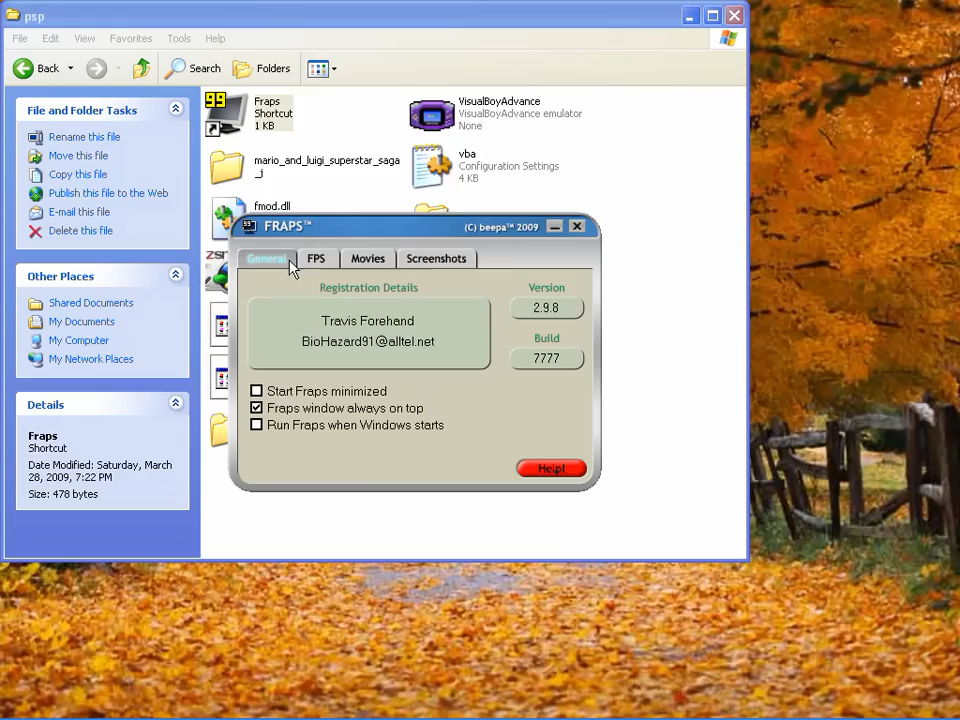 psp
File Edit View Favorites Tools Help
Back Search Folders
File and Folder Tasks
Rename this file
Move this file
Copy this file
Publish this file to the Web
E-mail this file
Delete this file
Other Places
Shared Documents
My Documents
My Computer
My Network Places
Details
Fraps
Shortcut
Date Modified: Saturday, March
28, 2009, 7:22 PM
Size: 478 bytes
99
Fraps
Shortcut
1 KB
VisualBoyAdvance
VisualBoyAdvance emulator
None
mario_and_luigi_superstar_saga
_j
vba
Configuration Settings
4 KB
fmod.dll
99 FRAPS™ (C) beepa™ 2009
General FPS Movies Screenshots
Registration Details
Travis Forehand
BioHazard91@alltel.net
Version
2.9.8
Build
7777
Start Fraps minimized
Fraps window always on top
Run Fraps when Windows starts
Help!